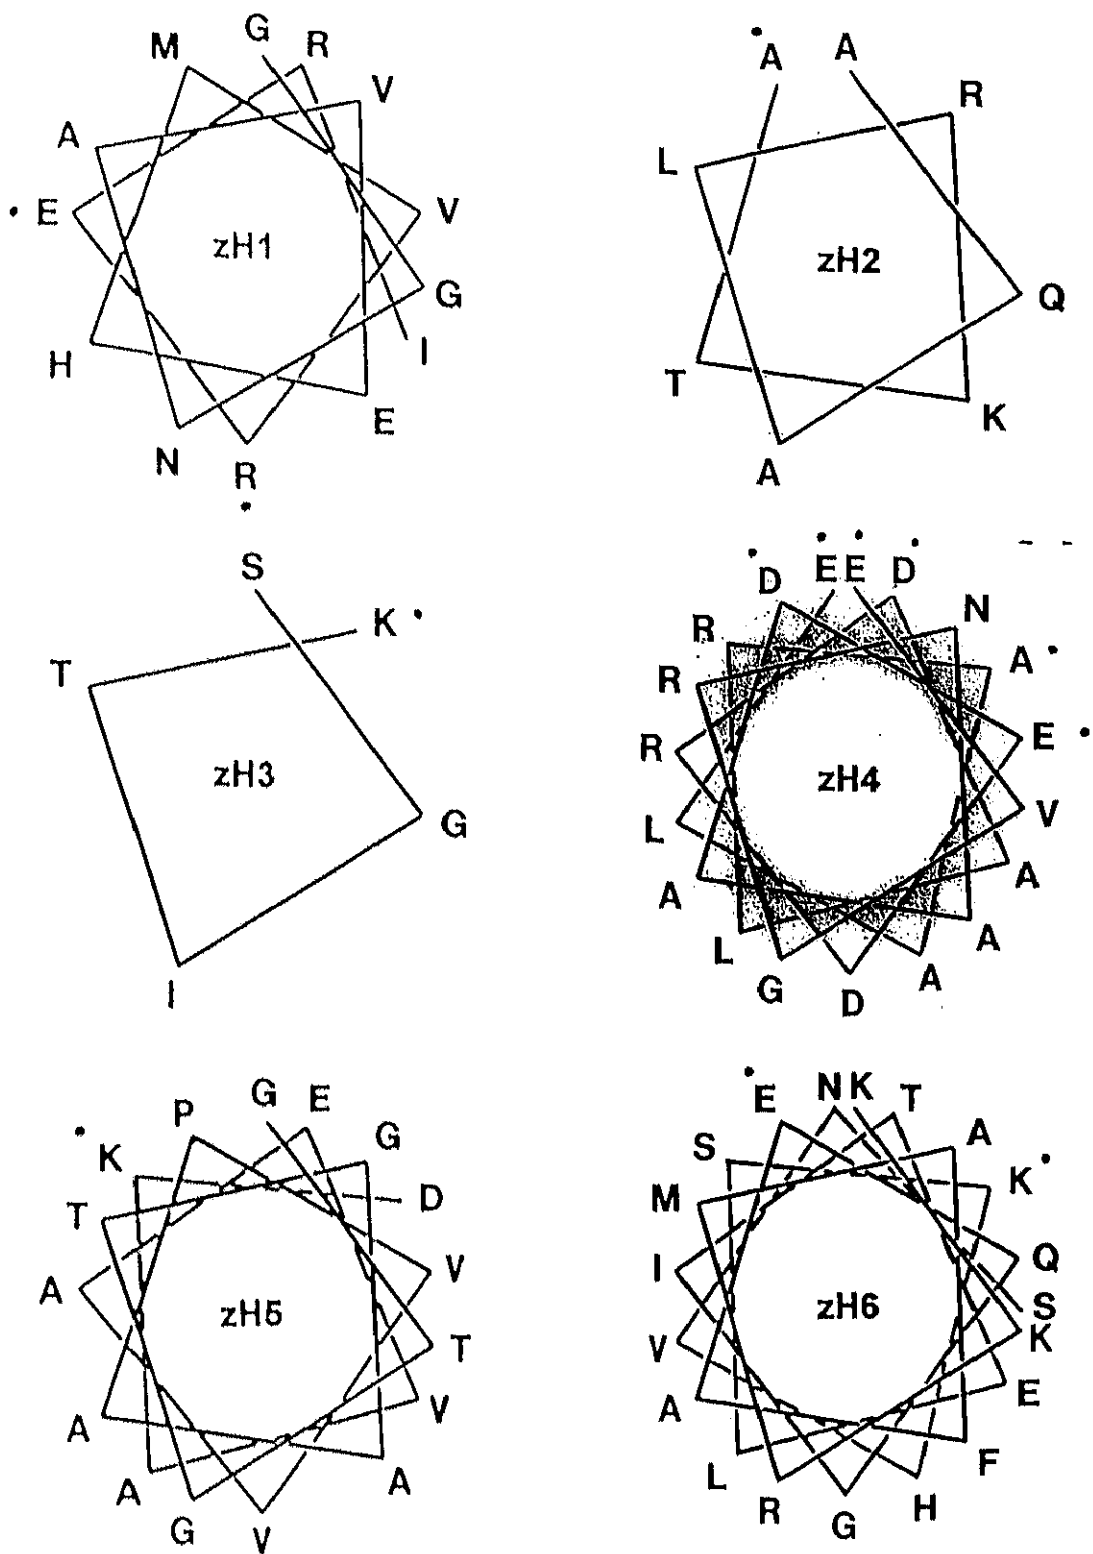 M G R
A V
E V
zH1
G
H I
E
N R
A A
L R
zH2
Q
T K
A
S
T K
zH3
G
I
D E E D
R N
R A
R E
zH4
L V
A A
L A
G D A
P G E
K G
T D
A V
zH5
T
A V
A A
G V
E N K T
S A
M K
I Q
zH6 S
V K
A E
L F
R G H